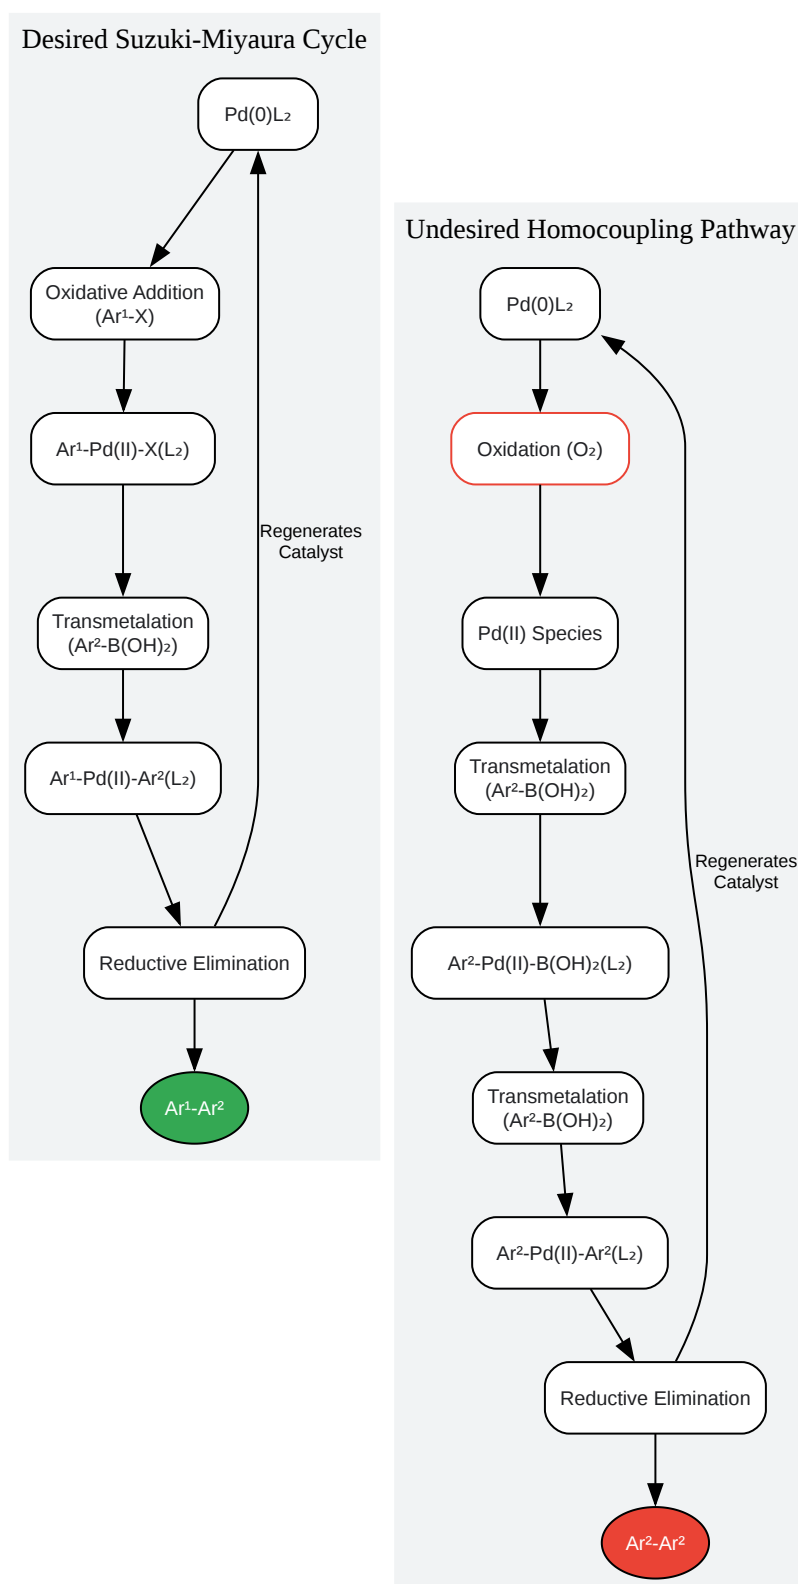 Desired Suzuki-Miyaura Cycle
Pd(0)L₂
Oxidative Addition
(Ar¹-X)
Ar¹-Pd(II)-X(L₂)
Regenerates
Catalyst
Transmetalation
(Ar²-B(OH)₂)
Ar¹-Pd(II)-Ar²(L₂)
Reductive Elimination
Ar¹-Ar²
Undesired Homocoupling Pathway
Pd(0)L₂
Oxidation (O₂)
Pd(II) Species
Transmetalation
(Ar²-B(OH)₂)
Regenerates
Catalyst
Ar²-Pd(II)-B(OH)₂(L₂)
Transmetalation
(Ar²-B(OH)₂)
Ar²-Pd(II)-Ar²(L₂)
Reductive Elimination
Ar²-Ar²